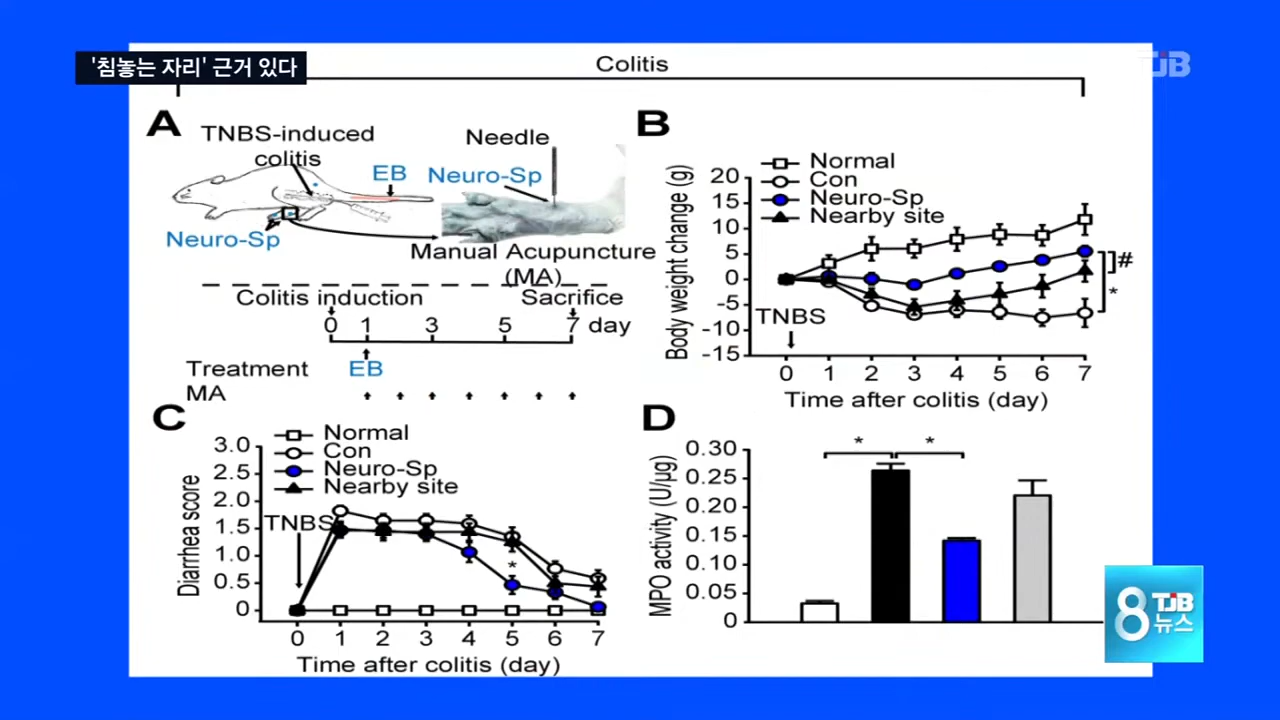 '침놓는 자리' 근거 있다
Colitis
TJB
A
TNBS-induced
colitis
EB
Needle
Neuro-Sp
Neuro-Sp
Manual Acupuncture
(MA)
Colitis induction
Sacrifice
0 1 3 5 7 day
Treatment
EB
MA
B
Normal
Con
Neuro-Sp
Nearby site
Body weight change (g)
20
15
10
5
0
-5
-10
-15
TNBS
#
*
0 1 2 3 4 5 6 7
Time after colitis (day)
C
Normal
Con
Neuro-Sp
Nearby site
Diarrhea score
3.0
2.5
2.0
1.5
1.0
0.5
0
TNBS
*
0 1 2 3 4 5 6 7
Time after colitis (day)
D
MPO activity (U/µg)
0.30
0.25
0.20
0.15
0.10
0.05
0
* *
8 TJB
뉴스